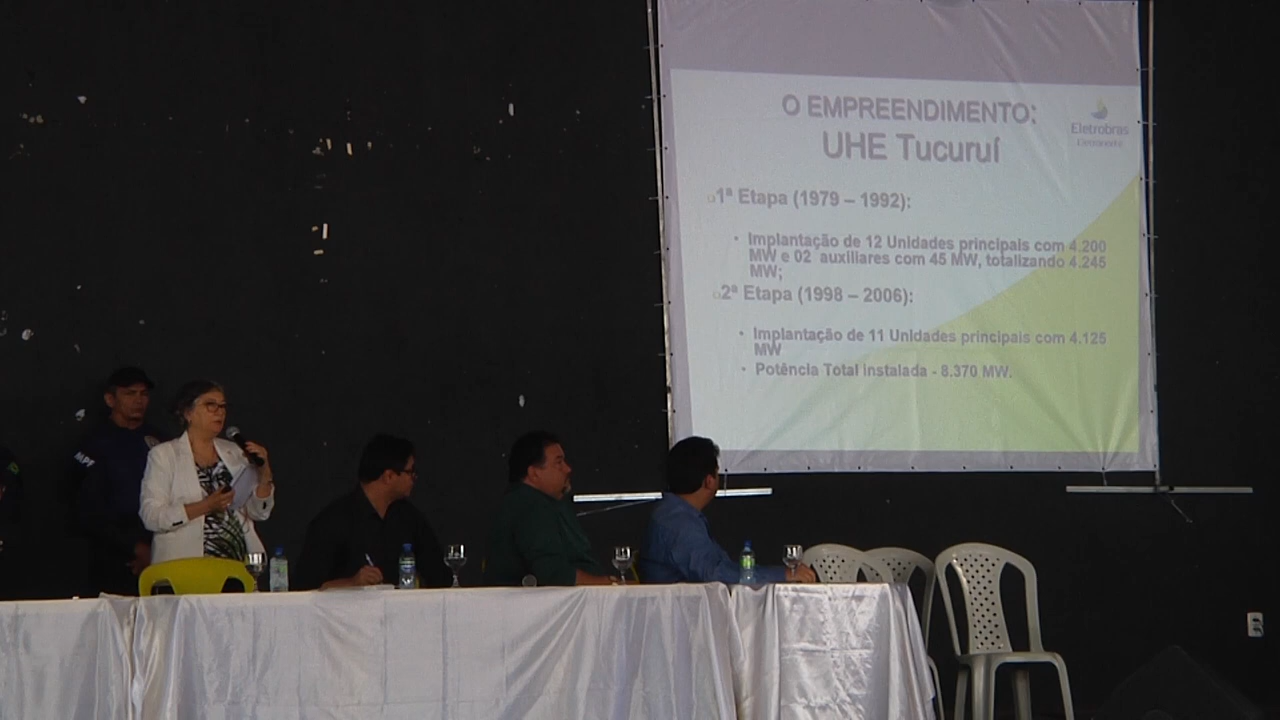 O EMPREENDIMENTO:
UHE Tucuruí
Eletrobras
Eletronorte
1ª Etapa (1979 – 1992):
• Implantação de 12 Unidades principais com 4.200
MW e 02 auxiliares com 45 MW, totalizando 4.245
MW;
2ª Etapa (1998 – 2006):
• Implantação de 11 Unidades principais com 4.125
MW
• Potência Total instalada - 8.370 MW.
MPF